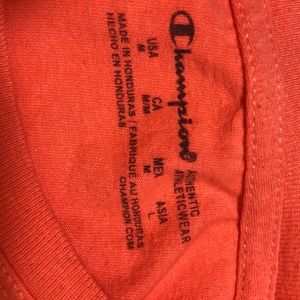 Champion
AUTHENTIC
ATHLETICWEAR
USA CA MEX ASIA
M M/M M L
MADE IN HONDURAS / FABRIQUÉ AU HONDURAS
HECHO EN HONDURAS
CHAMPION.COM